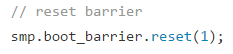 // reset barrier
smp.boot_barrier.reset(1);